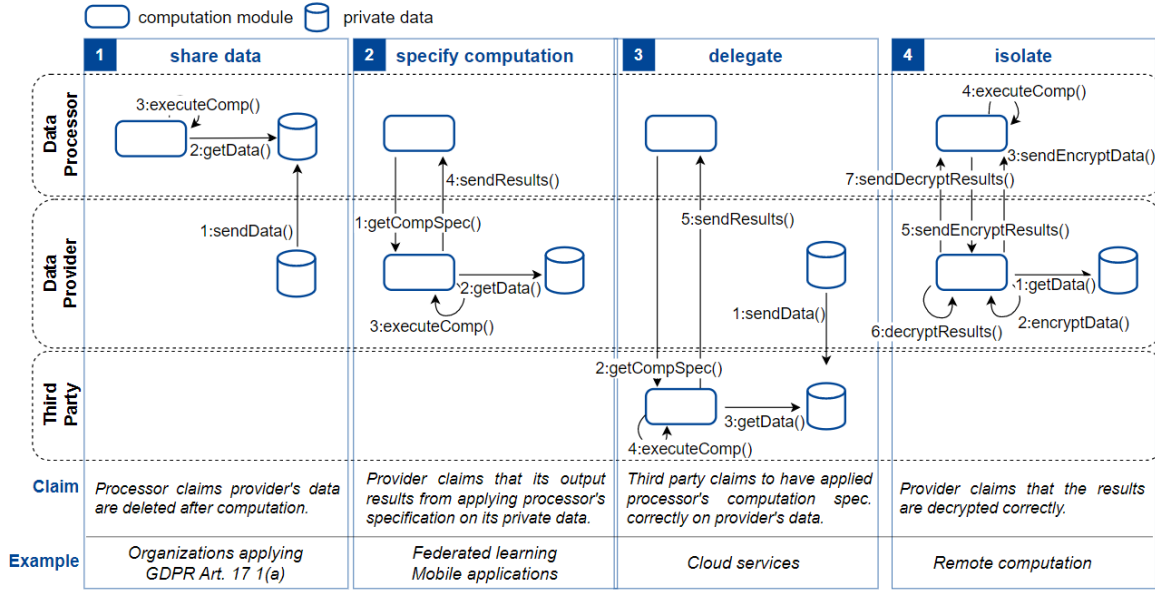 computation module
private data
1 share data
2 specify computation
3 delegate
4 isolate
Data
Processor
3:executeComp()
2:getData()
4:sendResults()
4:executeComp()
3:sendEncryptData()
7:sendDecryptResults()
Data
Provider
1:sendData()
1:getCompSpec()
2:getData()
3:executeComp()
5:sendResults()
1:sendData()
5:sendEncryptResults()
1:getData()
2:encryptData()
6:decryptResults()
Third
Party
2:getCompSpec()
3:getData()
4:executeComp()
Claim
Processor claims provider's data
are deleted after computation.
Provider claims that its output
results from applying processor's
specification on its private data.
Third party claims to have applied
processor's computation spec.
correctly on provider's data.
Provider claims that the results
are decrypted correctly.
Example
Organizations applying
GDPR Art. 17 1(a)
Federated learning
Mobile applications
Cloud services
Remote computation